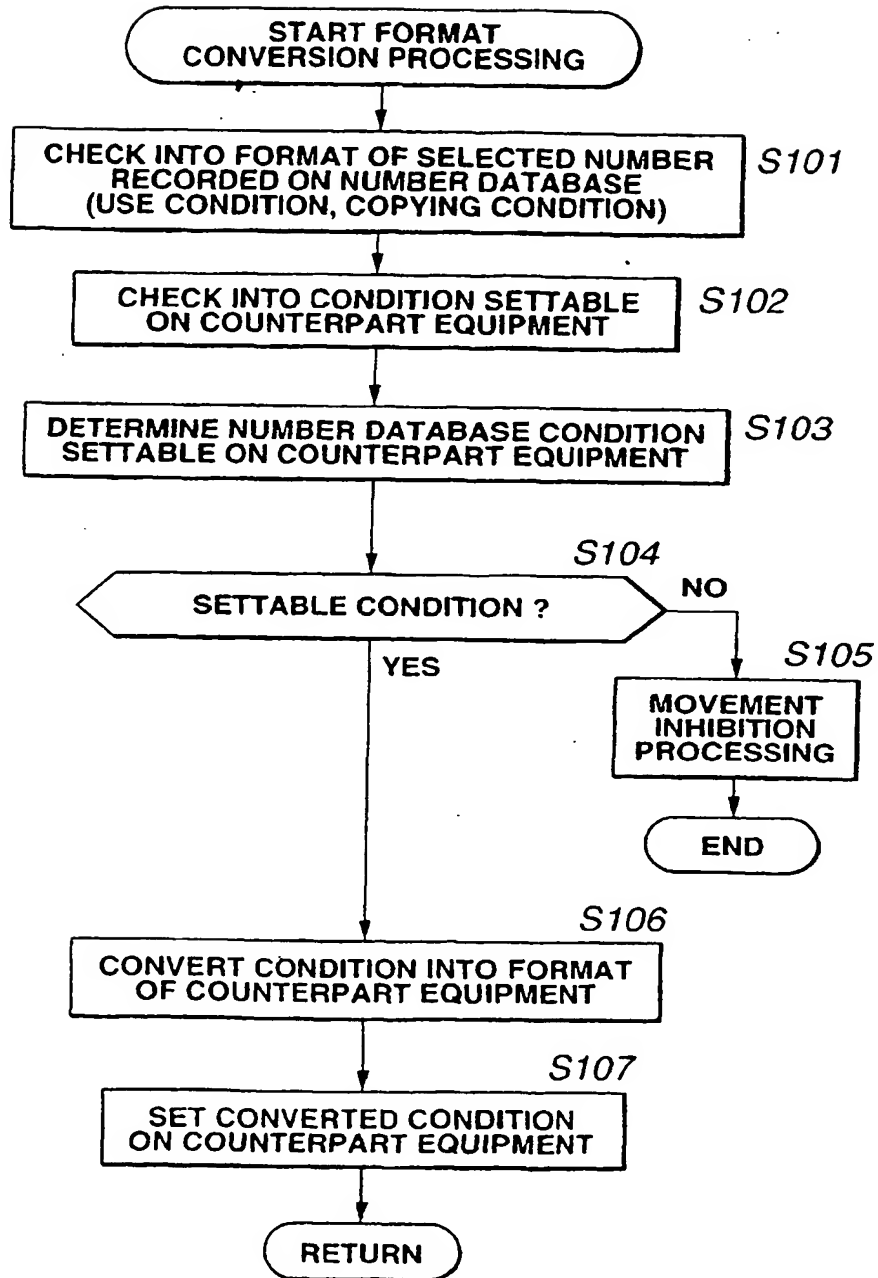 START FORMAT
CONVERSION PROCESSING
CHECK INTO FORMAT OF SELECTED NUMBER
RECORDED ON NUMBER DATABASE
(USE CONDITION, COPYING CONDITION)
S101
CHECK INTO CONDITION SETTABLE
ON COUNTERPART EQUIPMENT
S102
DETERMINE NUMBER DATABASE CONDITION
SETTABLE ON COUNTERPART EQUIPMENT
S103
S104
SETTABLE CONDITION ?
NO
YES
S105
MOVEMENT
INHIBITION
PROCESSING
END
S106
CONVERT CONDITION INTO FORMAT
OF COUNTERPART EQUIPMENT
S107
SET CONVERTED CONDITION
ON COUNTERPART EQUIPMENT
RETURN